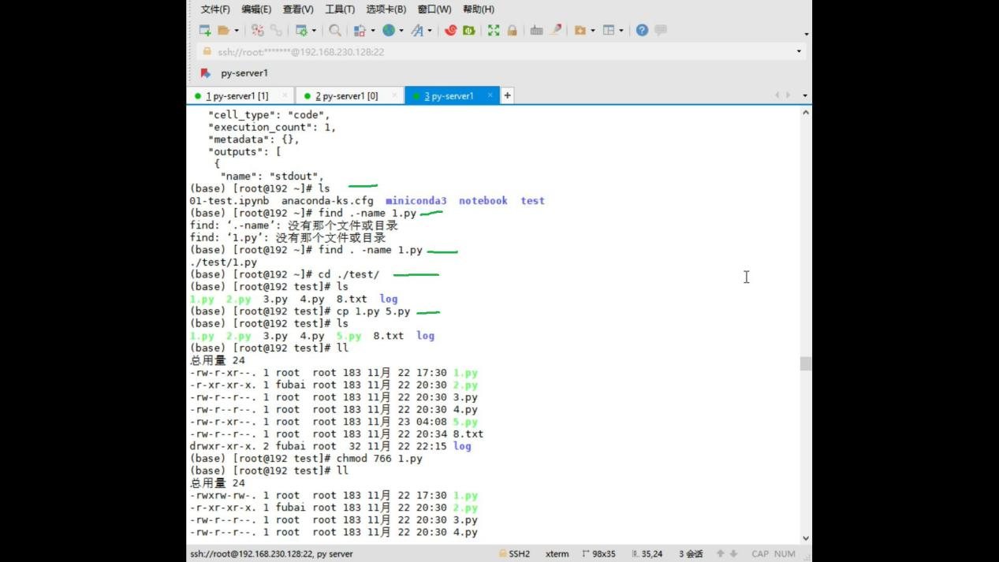 文件(F) 编辑(E) 查看(V) 工具(T) 选项卡(B) 窗口(W) 帮助(H)
ssh://root:*******@192.168.230.128:22
py-server1
1 py-server1 [1] × 2 py-server1 [0] × 3 py-server1 × +
"cell_type": "code",
"execution_count": 1,
"metadata": {},
"outputs": [
{
"name": "stdout",
(base) [root@192 ~]# ls
01-test.ipynb anaconda-ks.cfg miniconda3 notebook test
(base) [root@192 ~]# find .-name 1.py
find: ‘.-name’: 没有那个文件或目录
find: ‘1.py’: 没有那个文件或目录
(base) [root@192 ~]# find . -name 1.py
./test/1.py
(base) [root@192 ~]# cd ./test/
(base) [root@192 test]# ls
1.py 2.py 3.py 4.py 8.txt log
(base) [root@192 test]# cp 1.py 5.py
(base) [root@192 test]# ls
1.py 2.py 3.py 4.py 5.py 8.txt log
(base) [root@192 test]# ll
总用量 24
-rw-r-xr--. 1 root root 183 11月 22 17:30 1.py
-r-xr-xr-x. 1 fubai root 183 11月 22 20:30 2.py
-rw-r--r--. 1 root root 183 11月 22 20:30 3.py
-rw-r--r--. 1 root root 183 11月 22 20:30 4.py
-rw-r-xr--. 1 root root 183 11月 23 04:08 5.py
-rw-r--r--. 1 root root 183 11月 22 20:34 8.txt
drwxr-xr-x. 2 fubai root 32 11月 22 22:15 log
(base) [root@192 test]# chmod 766 1.py
(base) [root@192 test]# ll
总用量 24
-rwxrw-rw-. 1 root root 183 11月 22 17:30 1.py
-r-xr-xr-x. 1 fubai root 183 11月 22 20:30 2.py
-rw-r--r--. 1 root root 183 11月 22 20:30 3.py
-rw-r--r--. 1 root root 183 11月 22 20:30 4.py
ssh://root@192.168.230.128:22, py server SSH2 xterm 98x35 35,24 3 会话 CAP NUM